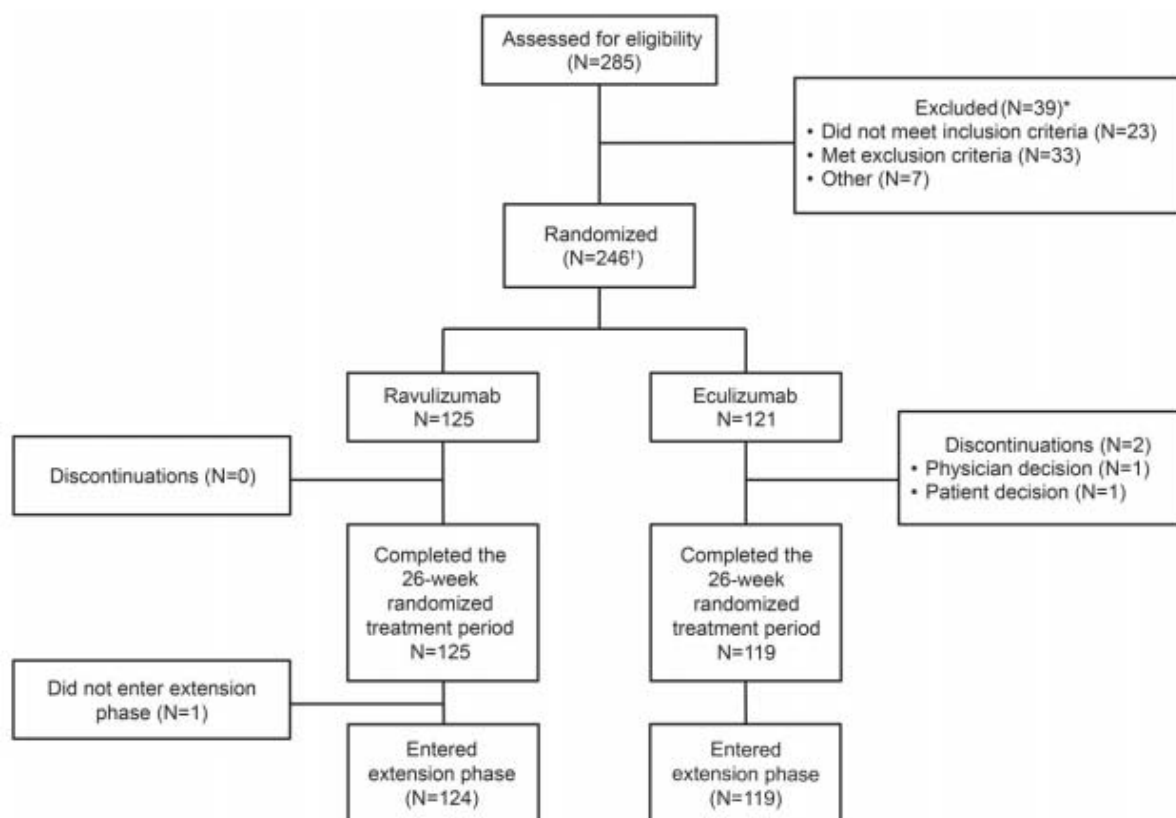 Assessed for eligibility
(N=285)
Excluded (N=39)*
• Did not meet inclusion criteria (N=23)
• Met exclusion criteria (N=33)
• Other (N=7)
Randomized
(N=246†)
Ravulizumab
N=125
Eculizumab
N=121
Discontinuations (N=0)
Discontinuations (N=2)
• Physician decision (N=1)
• Patient decision (N=1)
Completed the
26-week
randomized
treatment period
N=125
Completed the
26-week
randomized
treatment period
N=119
Did not enter extension
phase (N=1)
Entered
extension phase
(N=124)
Entered
extension phase
(N=119)